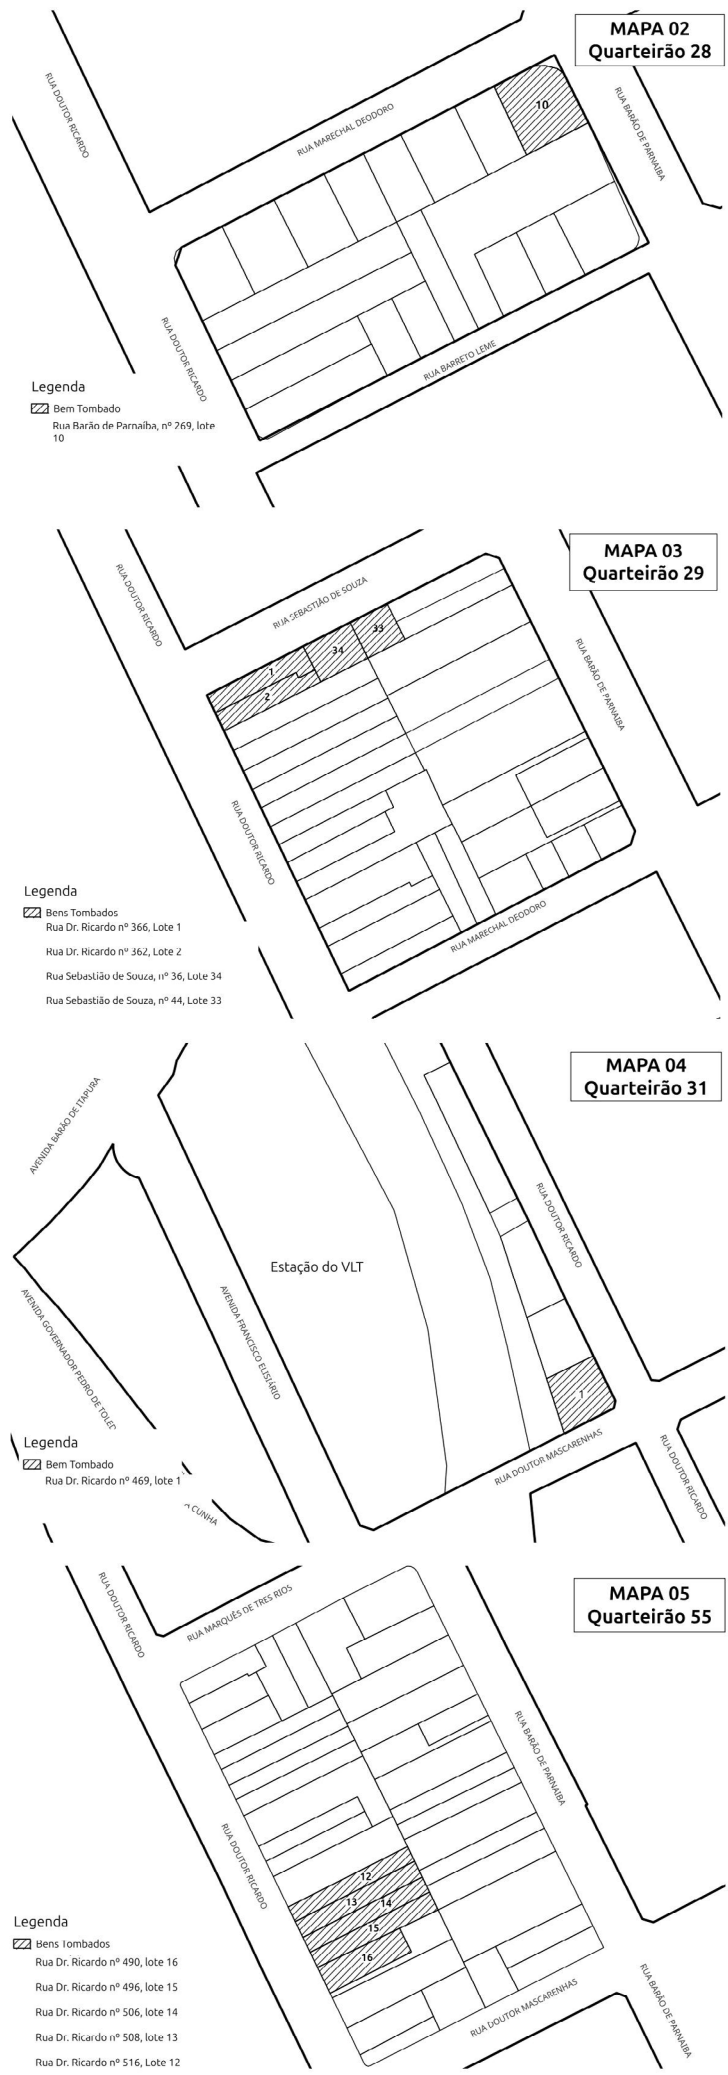 MAPA 02
Quarteirão 28
RUA DOUTOR RICARDO
RUA MARECHAL DEODORO
RUA BARÃO DE PARNAÍBA
10
RUA DOUTOR RICARDO
RUA BARRETO LEME
Legenda
Bem Tombado
Rua Barão de Parnaíba, nº 269, lote
10
MAPA 03
Quarteirão 29
RUA DOUTOR RICARDO
RUA SEBASTIÃO DE SOUZA
RUA BARÃO DE PARNAÍBA
33
34
1
2
RUA DOUTOR RICARDO
RUA MARECHAL DEODORO
Legenda
Bens Tombados
Rua Dr. Ricardo nº 366, Lote 1
Rua Dr. Ricardo nº 362, Lote 2
Rua Sebastião de Souza, nº 36, Lote 34
Rua Sebastião de Souza, nº 44, Lote 33
MAPA 04
Quarteirão 31
AVENIDA BARÃO DE ITAPURA
RUA DOUTOR RICARDO
Estação do VLT
AVENIDA FRANCISCO ELISIÁRIO
AVENIDA GOVERNADOR PEDRO DE
1
RUA DOUTOR MASCARENHAS
RUA DOUTOR RICARDO
Legenda
Bem Tombado
Rua Dr. Ricardo nº 469, lote 1
CUNHA
MAPA 05
Quarteirão 55
RUA DOUTOR RICARDO
RUA MARQUÊS DE TRES RIOS
RUA BARÃO DE PARNAÍBA
RUA DOUTOR RICARDO
12
13
14
15
16
RUA DOUTOR MASCARENHAS
RUA BARÃO DE PARNAÍBA
Legenda
Bens Tombados
Rua Dr. Ricardo nº 490, lote 16
Rua Dr. Ricardo nº 496, lote 15
Rua Dr. Ricardo nº 506, lote 14
Rua Dr. Ricardo nº 508, lote 13
Rua Dr. Ricardo nº 516, Lote 12